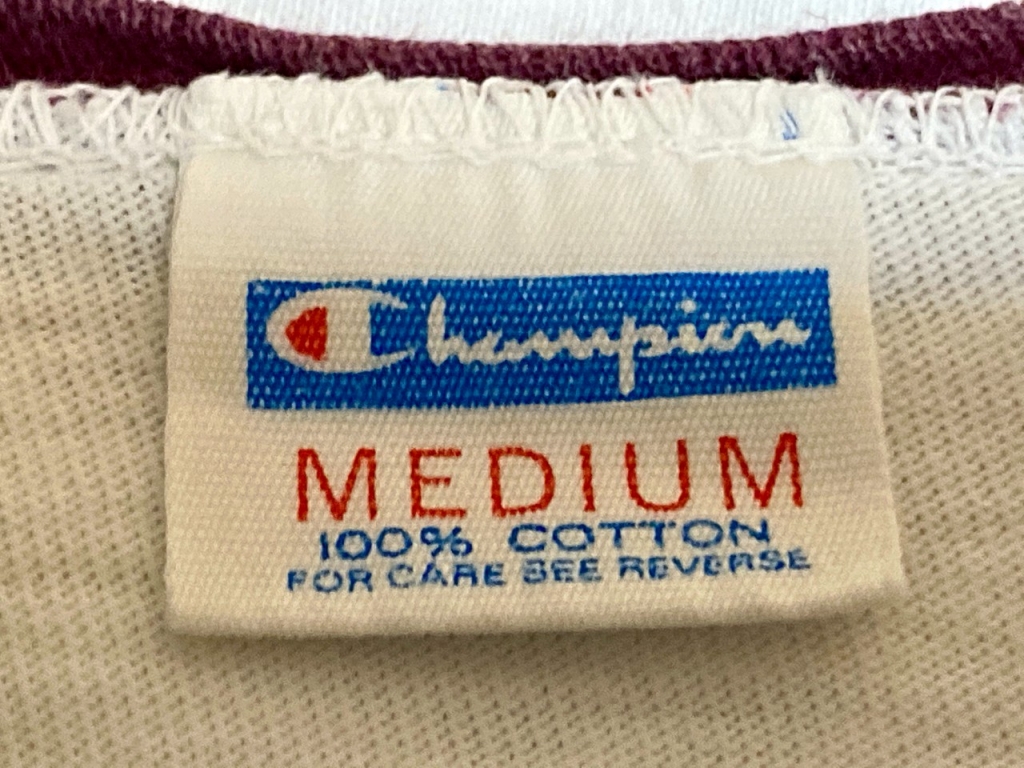 Champion
MEDIUM
100% COTTON
FOR CARE SEE REVERSE